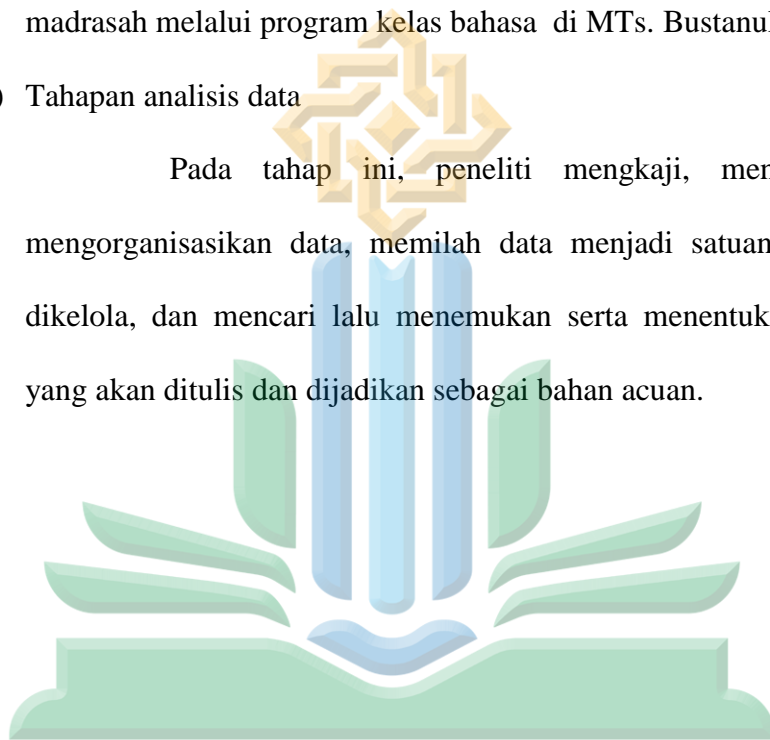 madrasah melalui program kelas bahasa di MTs. Bustanul
) Tahapan analisis data
Pada tahap ini, peneliti mengkaji,
mengorganisasikan data, memilah data menjadi satuan
dikelola, dan mencari lalu menemukan serta
yang akan ditulis dan dijadikan sebagai bahan acuan.